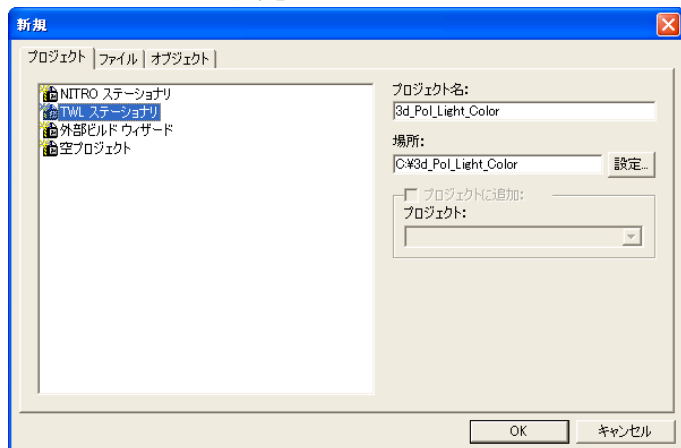 新規
プロジェクト ファイル オブジェクト
NITRO ステーショナリ
TWL ステーショナリ
外部ビルド ウィザード
空プロジェクト
プロジェクト名:
3d_Pol_Light_Color
場所:
C:¥3d_Pol_Light_Color
設定...
プロジェクトに追加:
プロジェクト:
OK キャンセル